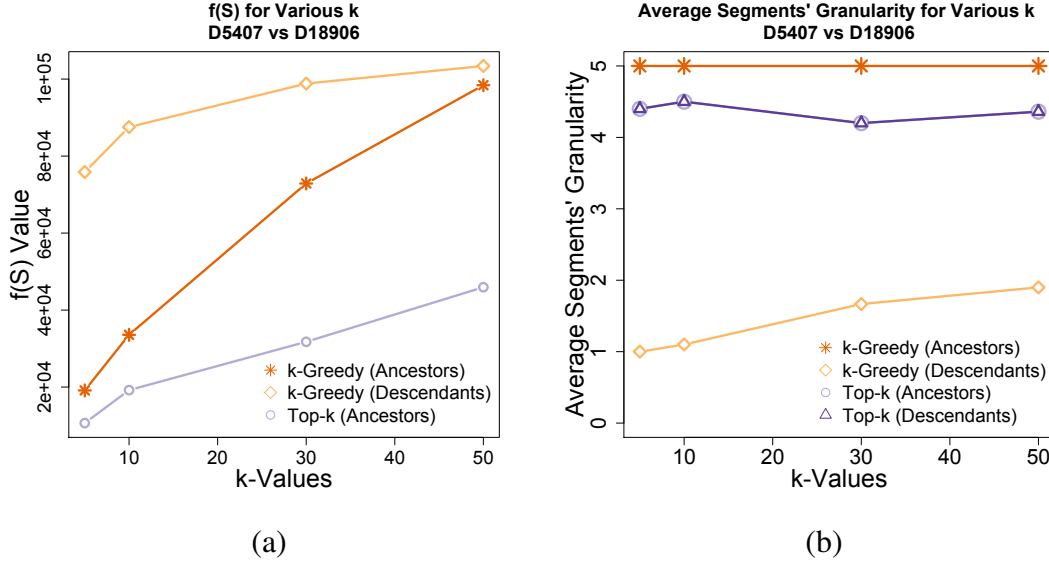 f(S) for Various k
D5407 vs D18906
f(S) Value
2e+04
4e+04
6e+04
8e+04
1e+05
k-Greedy (Ancestors)
k-Greedy (Descendants)
Top-k (Ancestors)
10
20
30
40
50
k-Values
(a)
Average Segments' Granularity for Various k
D5407 vs D18906
Average Segments' Granularity
0
1
2
3
4
5
k-Greedy (Ancestors)
k-Greedy (Descendants)
Top-k (Ancestors)
Top-k (Descendants)
10
20
30
40
50
k-Values
(b)